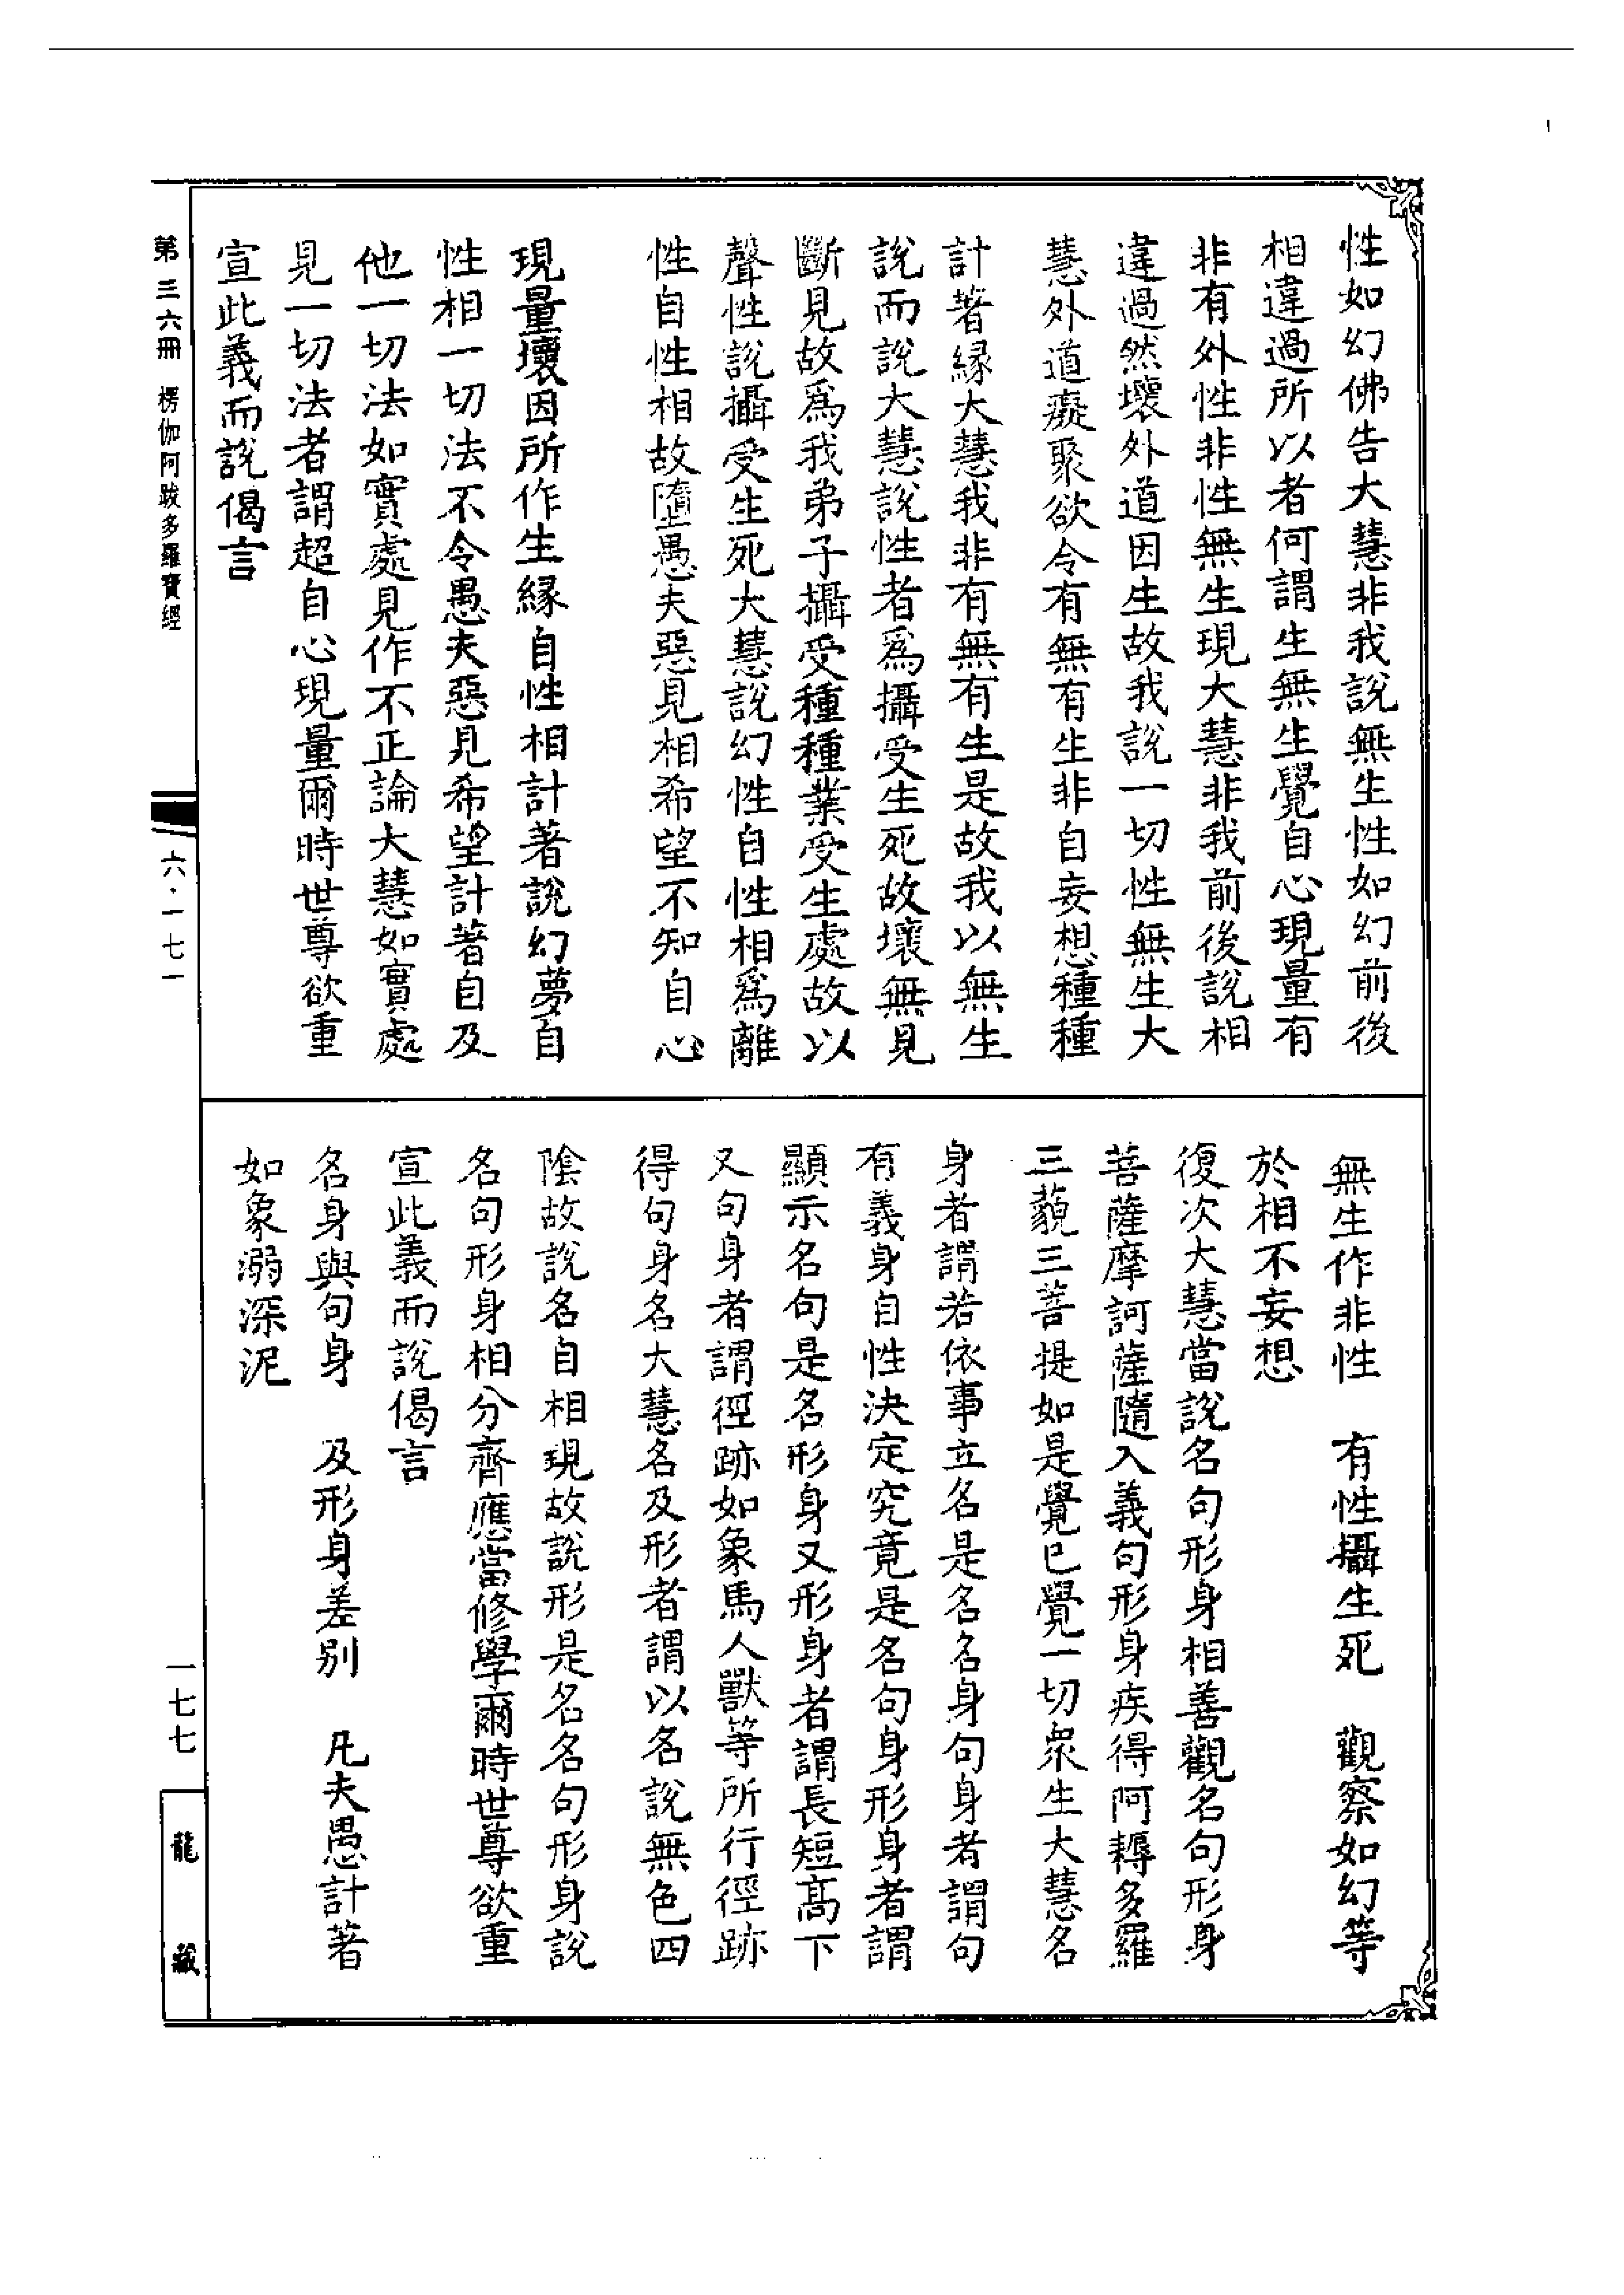 性如幻佛告大慧非我說無生性如幻前後
相違過所以者何謂生無生覺自心現量有
非有外性非性無生現大慧非我前後說相
違過然壞外道因生故我說一切性無生大
慧外道癡聚欲令有無有生非自妄想種種
計著緣大慧我非有無有生是故我以無生
說而說大慧說性者爲攝受生死故壞無見
斷見故爲我弟子攝受種種業受生處故以
聲性說攝受生死大慧說幻性自性相爲離
性自性相故墮愚夫惡見相希望不知自心
現量壞因所作生緣自性相計著說幻夢自
性相一切法不令愚夫惡見希望計著自及
他一切法如實處見作不正論大慧如實處
見一切法者謂超自心現量爾時世尊欲重
宣此義而說偈言
無生作非性　有性攝生死　觀察如幻等
於相不妄想
復次大慧當說名句形身相善觀名句形身
菩薩摩訶薩隨入義句形身疾得阿耨多羅
三藐三菩提如是覺已覺一切眾生大慧名
身者謂若依事立名是名名身句身者謂句
有義身自性決定究竟是名句身形身者謂
顯示名句是名形身又形身者謂長短高下
又句身者謂徑跡如象馬人獸等所行徑跡
得句身名大慧名及形者謂以名說無色四
陰故說名自相現故說形是名名句形身說
名句形身相分齊應當修學爾時世尊欲重
宣此義而說偈言
名身與句身　及形身差別　凡夫愚計著
如象溺深泥
第三六冊　楞伽阿跋多羅寶經
六・一七一
一七七
龍藏